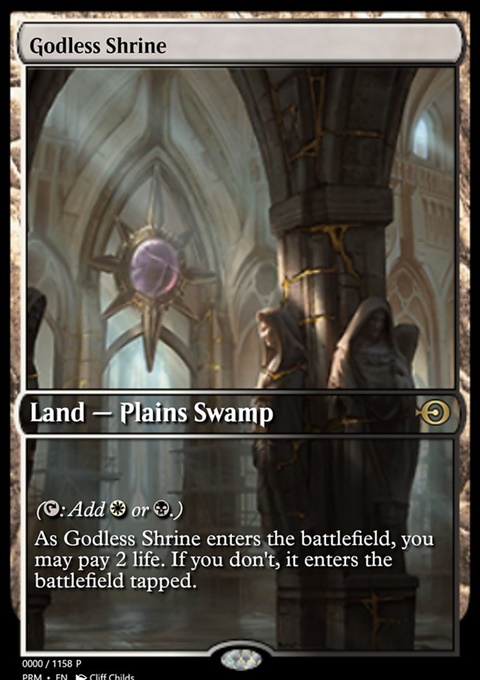 Godless Shrine
Land — Plains Swamp
(: Add or .)
As Godless Shrine enters the battlefield, you
may pay 2 life. If you don't, it enters the
battlefield tapped.
0000 / 1158 P
PRM • EN Cliff Childs